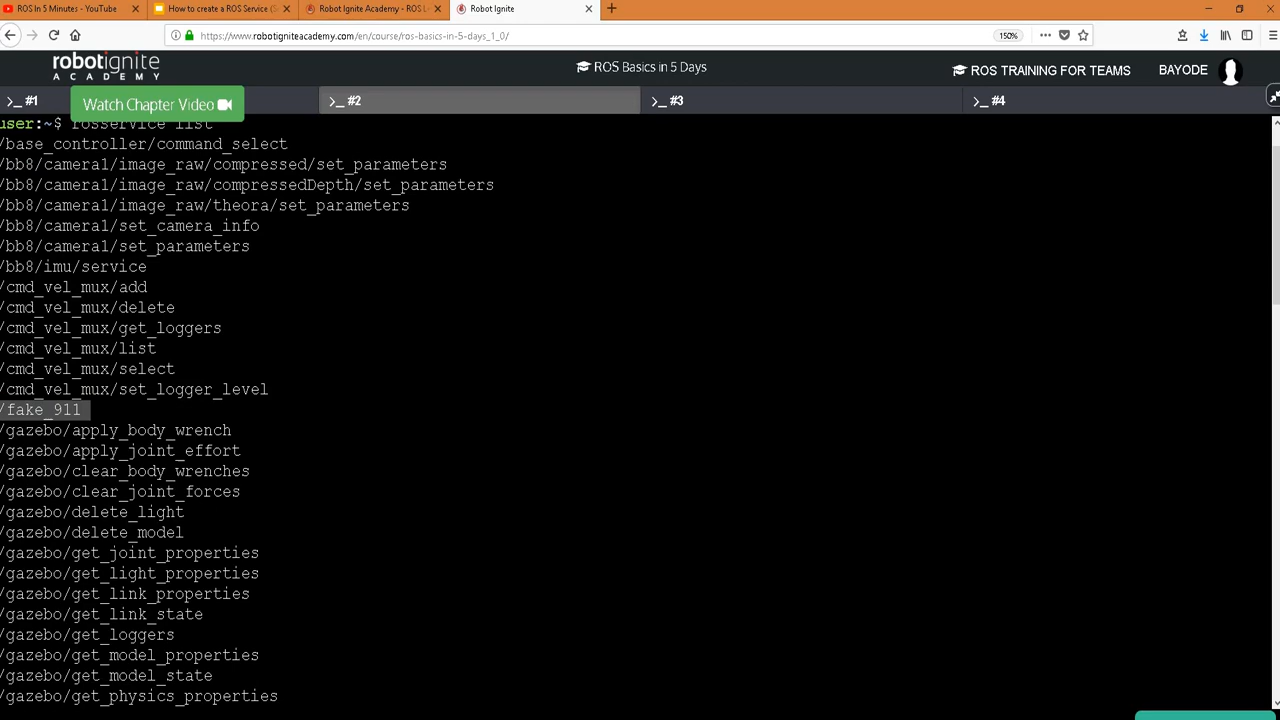 ROS In 5 Minutes - YouTube
How to create a ROS Service (S
Robot Ignite Academy - ROS L
Robot Ignite
https://www.robotigniteacademy.com/en/course/ros-basics-in-5-days_1_0/
150%
robotignite
ACADEMY
ROS Basics in 5 Days
ROS TRAINING FOR TEAMS
BAYODE
>_ #1
Watch Chapter Video
>_ #2
>_ #3
>_ #4
user:~$ rosservice list
/base_controller/command_select
/bb8/camera1/image_raw/compressed/set_parameters
/bb8/camera1/image_raw/compressedDepth/set_parameters
/bb8/camera1/image_raw/theora/set_parameters
/bb8/camera1/set_camera_info
/bb8/camera1/set_parameters
/bb8/imu/service
/cmd_vel_mux/add
/cmd_vel_mux/delete
/cmd_vel_mux/get_loggers
/cmd_vel_mux/list
/cmd_vel_mux/select
/cmd_vel_mux/set_logger_level
/fake_911
/gazebo/apply_body_wrench
/gazebo/apply_joint_effort
/gazebo/clear_body_wrenches
/gazebo/clear_joint_forces
/gazebo/delete_light
/gazebo/delete_model
/gazebo/get_joint_properties
/gazebo/get_light_properties
/gazebo/get_link_properties
/gazebo/get_link_state
/gazebo/get_loggers
/gazebo/get_model_properties
/gazebo/get_model_state
/gazebo/get_physics_properties